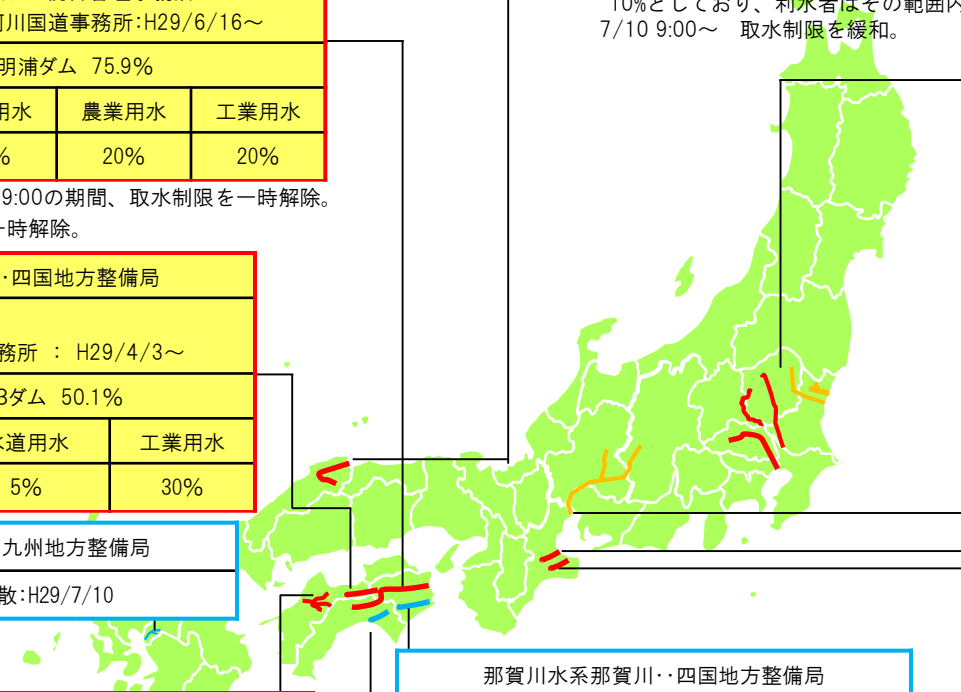 可川国道事務所:H29/6/16～
明浦ダム 75.9%
用水 農業用水 工業用水
% 20% 20%
9:00の期間、取水制限を一時解除。
一時解除。
‥四国地方整備局
務所 : H29/4/3～
3ダム 50.1%
水道用水 工業用水
5% 30%
九州地方整備局
散:H29/7/10
10%としており、利水者はその範囲内
7/10 9:00～ 取水制限を緩和。
那賀川水系那賀川‥四国地方整備局